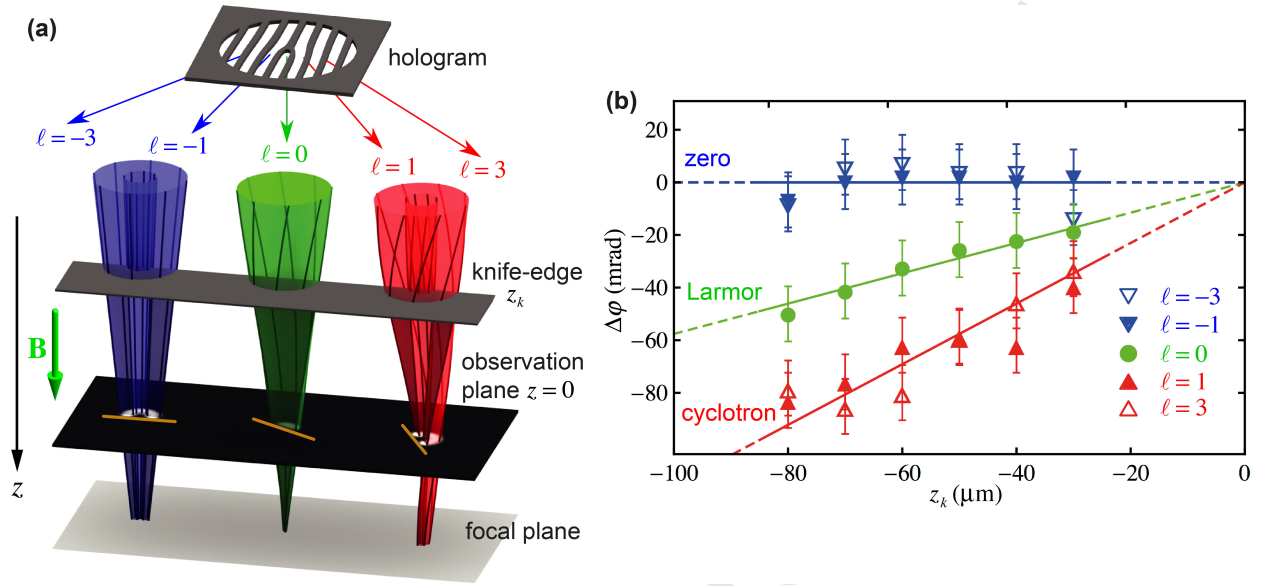 (a)
hologram
ℓ = −3
ℓ = −1
ℓ = 0
ℓ = 1
ℓ = 3
knife-edge
z_k
B
observation
plane z = 0
z
focal plane
(b)
20
0
−20
−40
−60
−80
Δφ (mrad)
zero
Larmor
cyclotron
ℓ = −3
ℓ = −1
ℓ = 0
ℓ = 1
ℓ = 3
−100
−80
−60
−40
−20
0
z_k (μm)